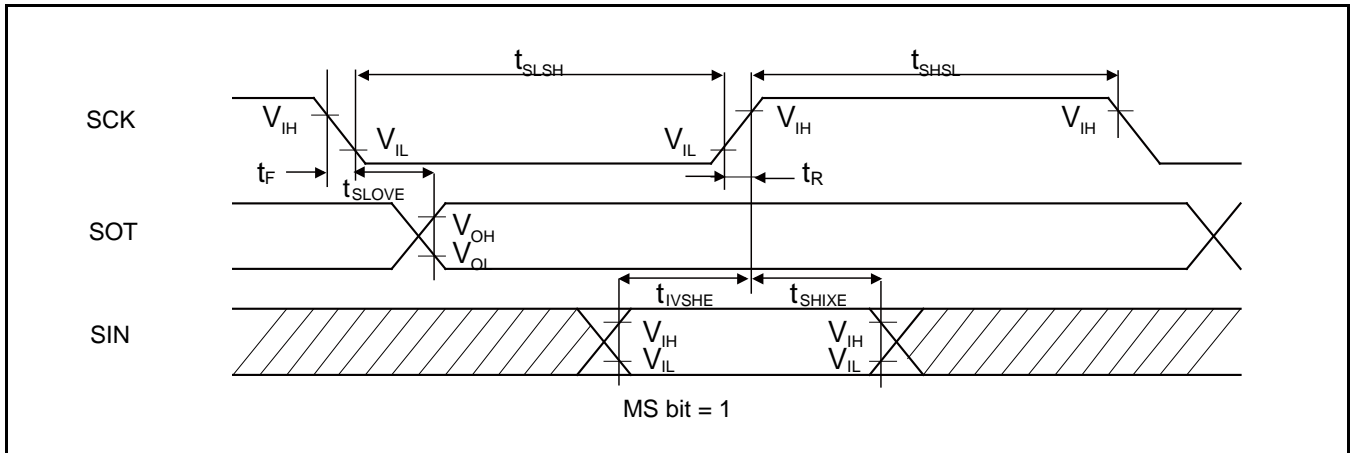 tSLSH tSHSL
SCK VIH VIL VIL VIH VIH
tF tSLOVE tR
SOT VOH
VOL
tIVSHE tSHIXE
SIN VIH VIH
VIL VIL
MS bit = 1